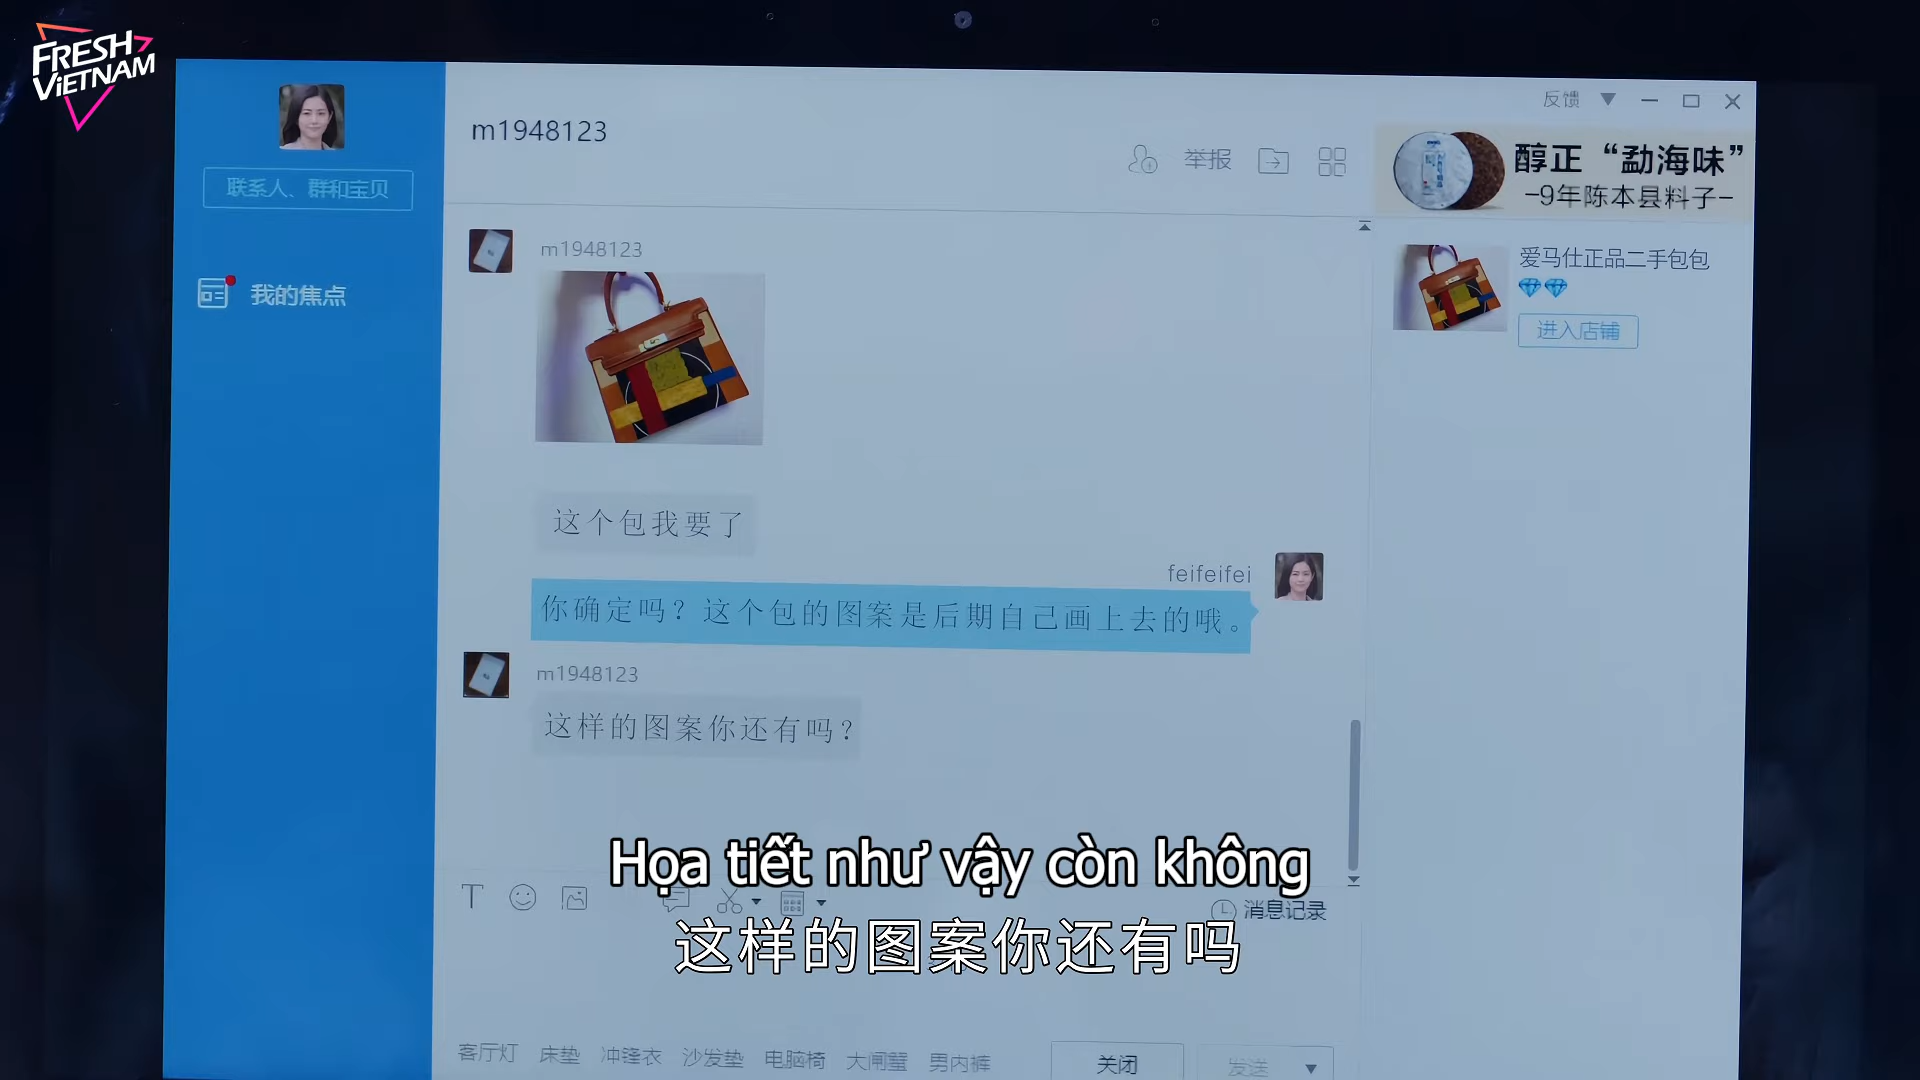 FRESH
VIETNAM
联系人、群和宝贝
我的焦点
m1948123
举报
反馈
醇正“勐海味”
-9年陈本县料子-
爱马仕正品二手包包
进入店铺
m1948123
这个包我要了
feifeifei
你确定吗？这个包的图案是后期自己画上去的哦。
m1948123
这样的图案你还有吗？
Họa tiết như vậy còn không
消息记录
这样的图案你还有吗
客厅灯 床垫 冲锋衣 沙发垫 电脑椅 大闸蟹 男内裤
关闭
发送